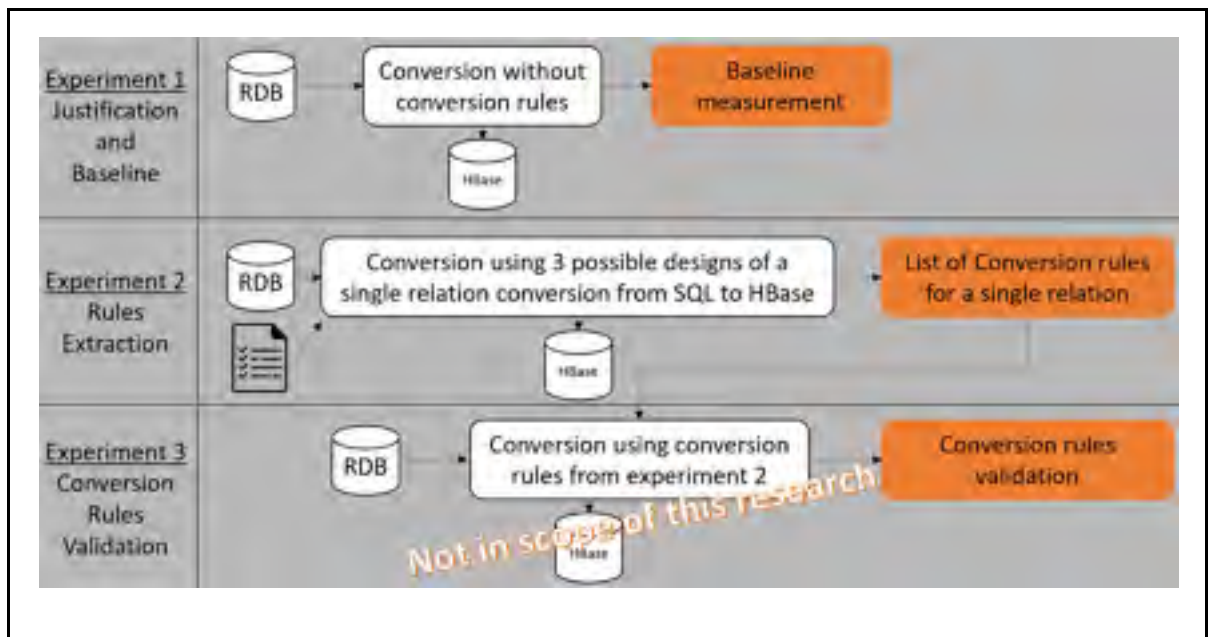 Experiment 1
Justification
and
Baseline
RDB
Conversion without
conversion rules
Baseline
measurement
HBase
Experiment 2
Rules
Extraction
RDB
Conversion using 3 possible designs of a
single relation conversion from SQL to HBase
List of Conversion rules
for a single relation
HBase
Experiment 3
Conversion
Rules
Validation
RDB
Conversion using conversion
rules from experiment 2
Conversion rules
validation
HBase
Not in scope of this research